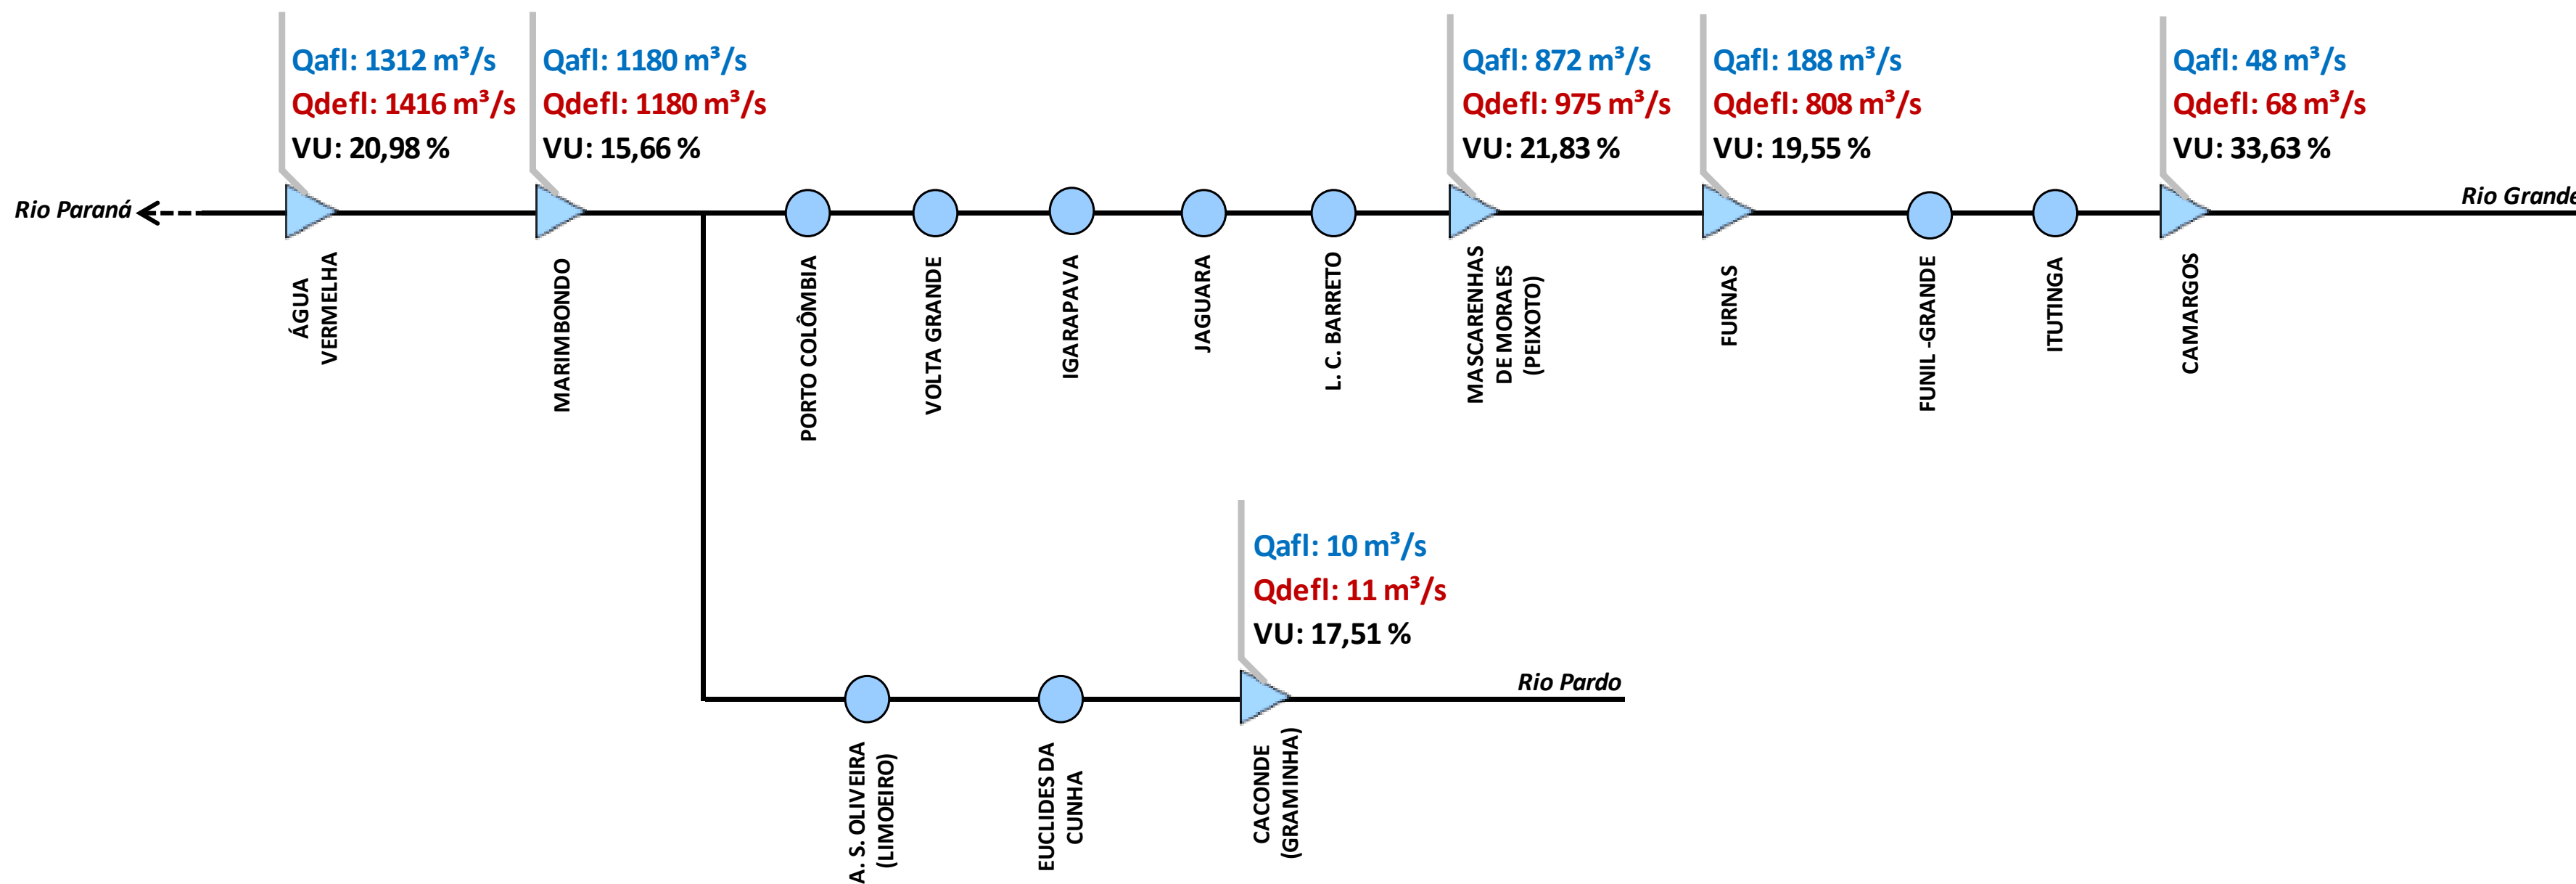 Qafl: 1312 m³/s
Qdefl: 1416 m³/s
VU: 20,98 %
Qafl: 1180 m³/s
Qdefl: 1180 m³/s
VU: 15,66 %
Qafl: 872 m³/s
Qdefl: 975 m³/s
VU: 21,83 %
Qafl: 188 m³/s
Qdefl: 808 m³/s
VU: 19,55 %
Qafl: 48 m³/s
Qdefl: 68 m³/s
VU: 33,63 %
Rio Paraná
Rio Grande
ÁGUA
VERMELHA
MARIMBONDO
PORTO COLÔMBIA
VOLTA GRANDE
IGARAPAVA
JAGUARA
L. C. BARRETO
MASCARENHAS
DE MORAES
(PEIXOTO)
FURNAS
FUNIL -GRANDE
ITUTINGA
CAMARGOS
Qafl: 10 m³/s
Qdefl: 11 m³/s
VU: 17,51 %
Rio Pardo
A. S. OLIVEIRA
(LIMOEIRO)
EUCLIDES DA
CUNHA
CACONDE
(GRAMINHA)